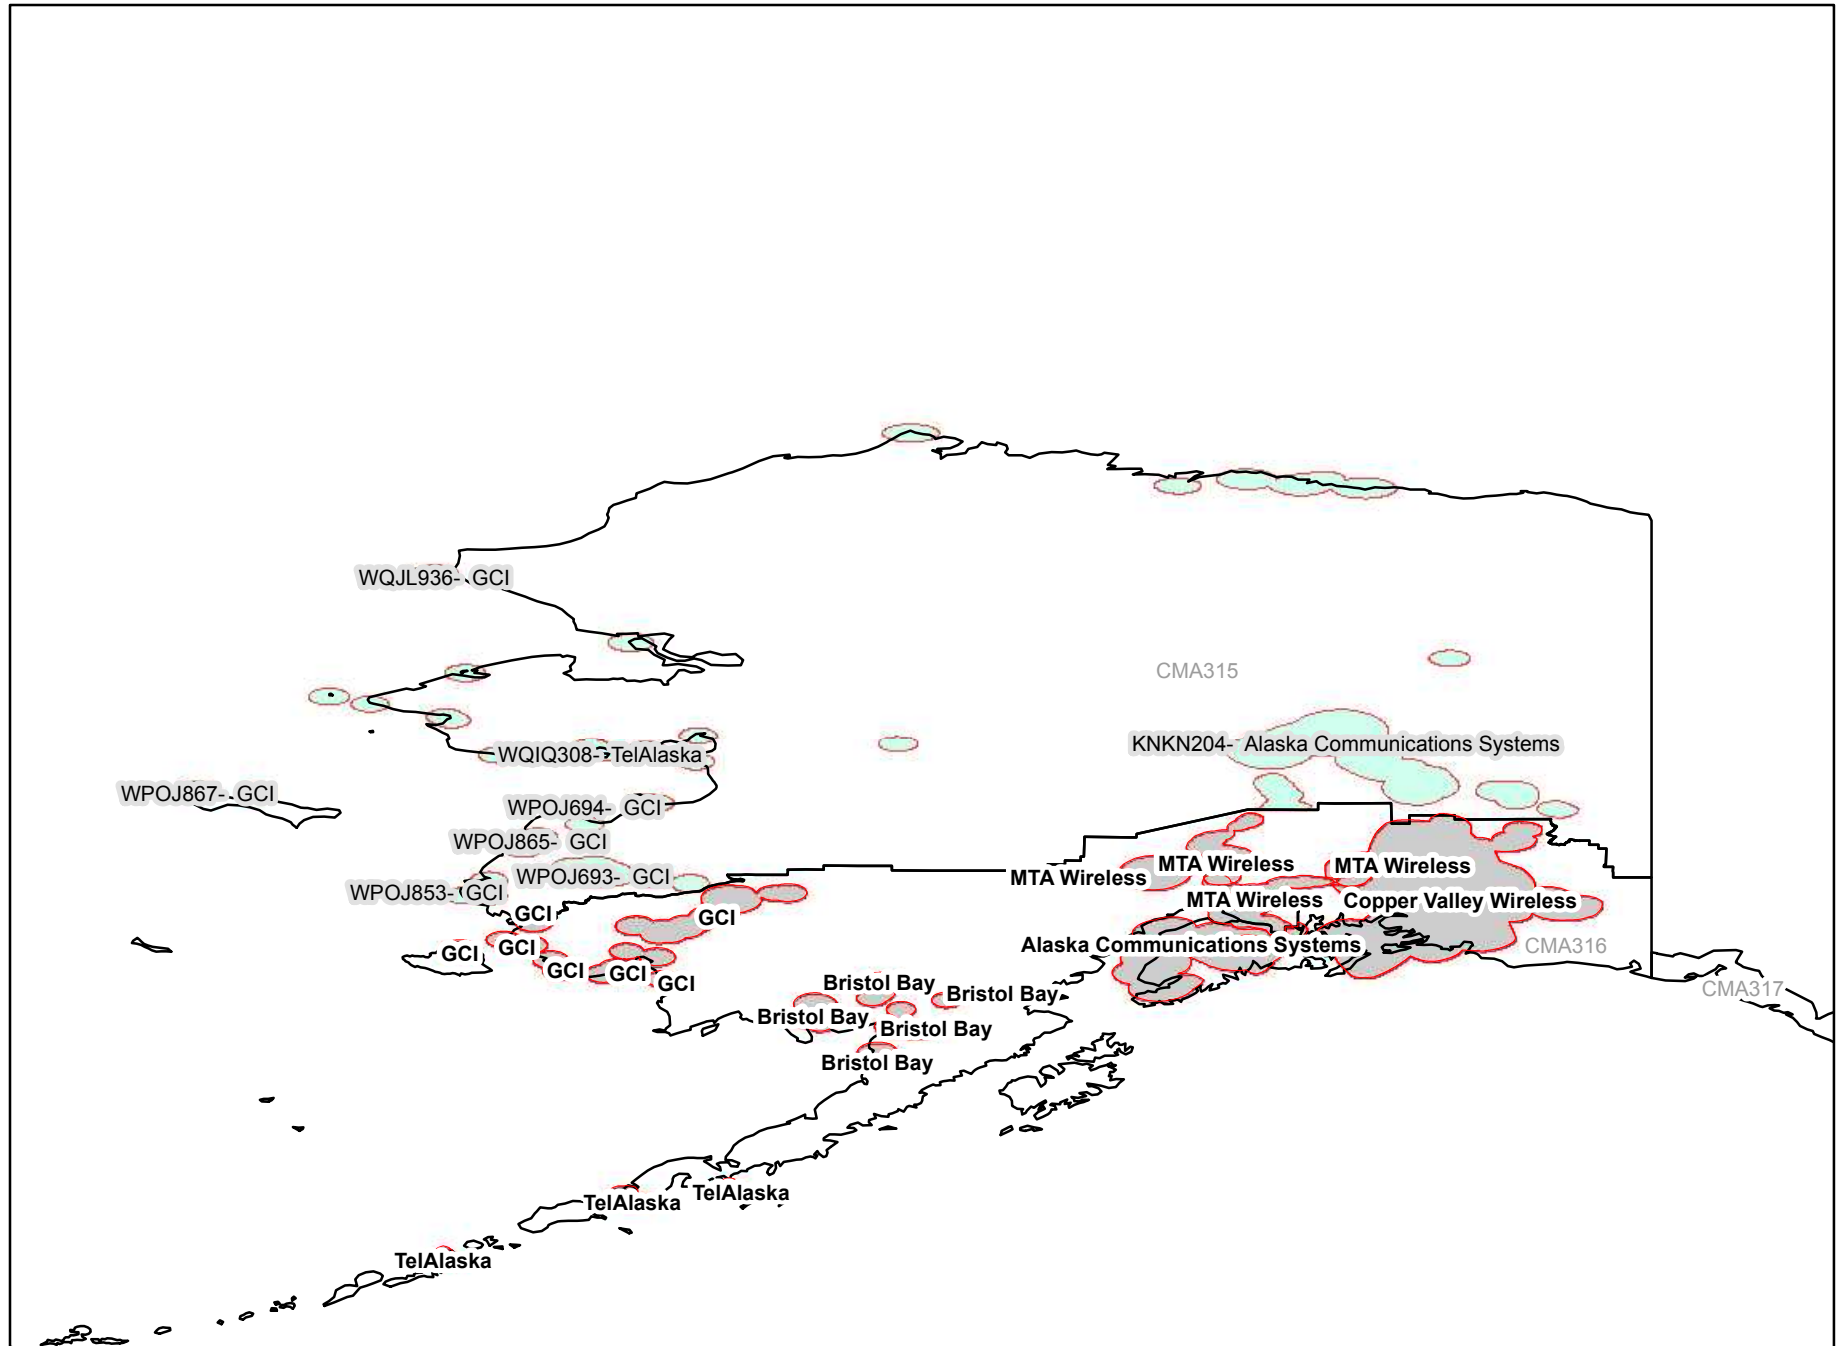 WQJL936- GCI
CMA315
KNKN204- Alaska Communications Systems
WQIQ308- TelAlaska
WPOJ867- GCI
WPOJ694- GCI
WPOJ865- GCI
WPOJ693- GCI
WPOJ853- GCI
MTA Wireless
MTA Wireless
MTA Wireless
MTA Wireless
Copper Valley Wireless
GCI
GCI
GCI
GCI
GCI
GCI
GCI
Alaska Communications Systems
CMA316
CMA317
Bristol Bay
Bristol Bay
Bristol Bay
Bristol Bay
Bristol Bay
TelAlaska
TelAlaska
TelAlaska